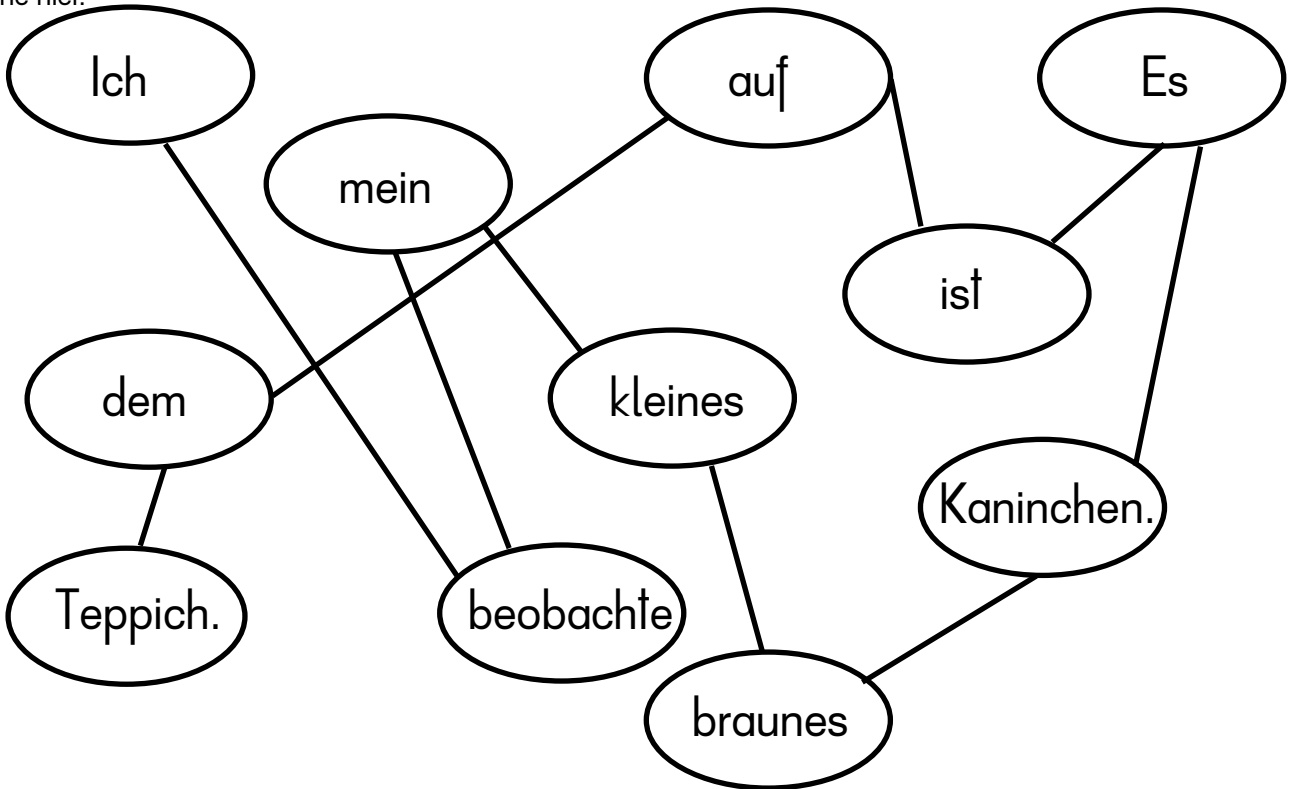 Ich
auf
Es
mein
ist
dem
kleines
Kaninchen.
Teppich.
beobachte
braunes